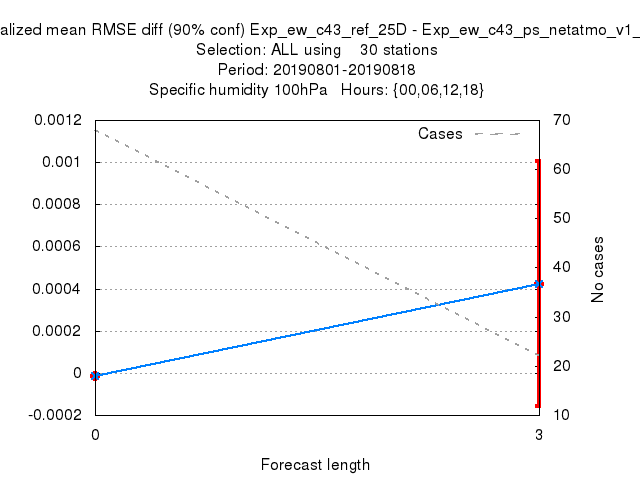 alized mean RMSE diff (90% conf) Exp_ew_c43_ref_25D - Exp_ew_c43_ps_netatmo_v1_
Selection: ALL using 30 stations
Period: 20190801-20190818
Specific humidity 100hPa Hours: {00,06,12,18}
0.0012
0.001
0.0008
0.0006
0.0004
0.0002
0
-0.0002
Cases
70
60
50
40
30
20
10
No cases
0 3
Forecast length